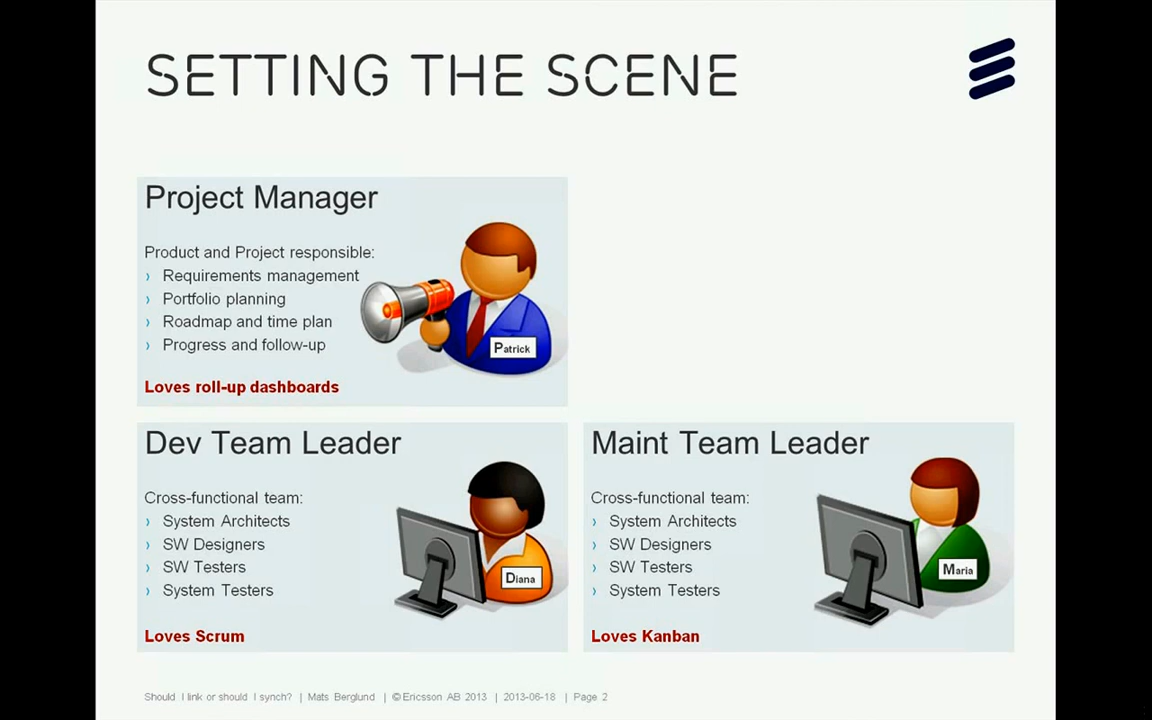 SETTING THE SCENE
Project Manager
Product and Project responsible:
› Requirements management
› Portfolio planning
› Roadmap and time plan
› Progress and follow-up
Patrick
Loves roll-up dashboards
Dev Team Leader
Cross-functional team:
› System Architects
› SW Designers
› SW Testers
› System Testers
Diana
Loves Scrum
Maint Team Leader
Cross-functional team:
› System Architects
› SW Designers
› SW Testers
› System Testers
Maria
Loves Kanban
Should I link or should I synch? | Mats Berglund | © Ericsson AB 2013 | 2013-06-18 | Page 2